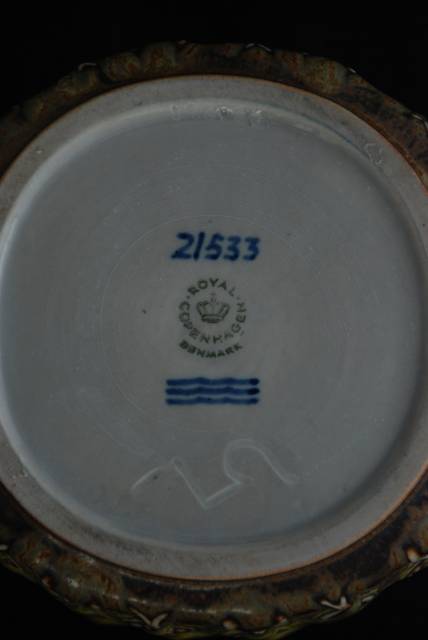 21533
ROYAL
COPENHAGEN
DENMARK